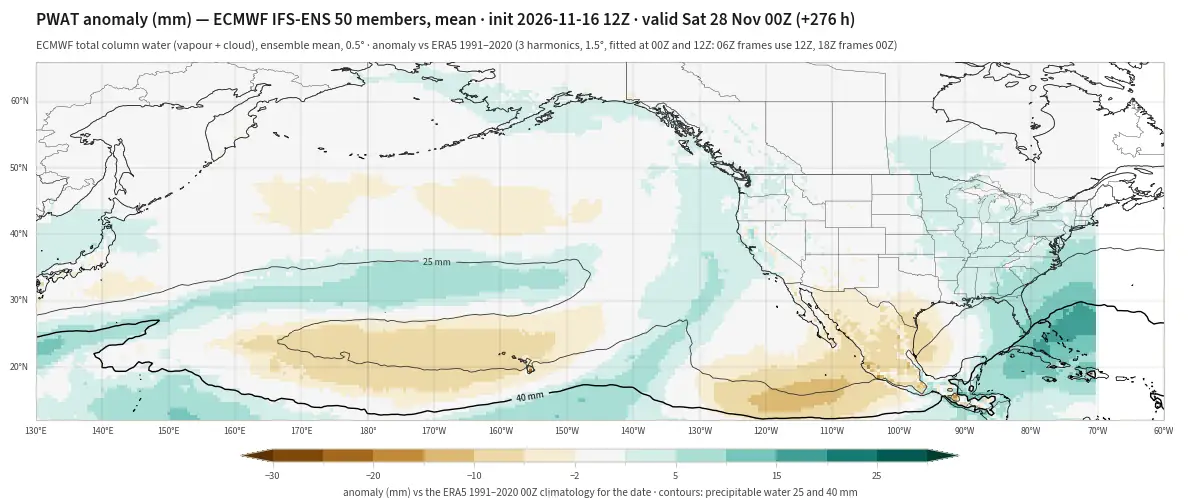 PWAT anomaly (mm) — ECMWF IFS-ENS 50 members, mean · init 2026-11-16 12Z · valid Sat 28 Nov 00Z (+276 h)
ECMWF total column water (vapour + cloud), ensemble mean, 0.5° · anomaly vs ERA5 1991–2020 (3 harmonics, 1.5°, fitted at 00Z and 12Z: 06Z frames use 12Z, 18Z frames 00Z)
60°N
50°N
40°N
25 mm
30°N
20°N
40 mm
130°E 140°E 150°E 160°E 170°E 180° 170°W 160°W 150°W 140°W 130°W 120°W 110°W 100°W 90°W 80°W 70°W 60°W
−30 −20 −10 −2 5 15 25
anomaly (mm) vs the ERA5 1991–2020 00Z climatology for the date · contours: precipitable water 25 and 40 mm